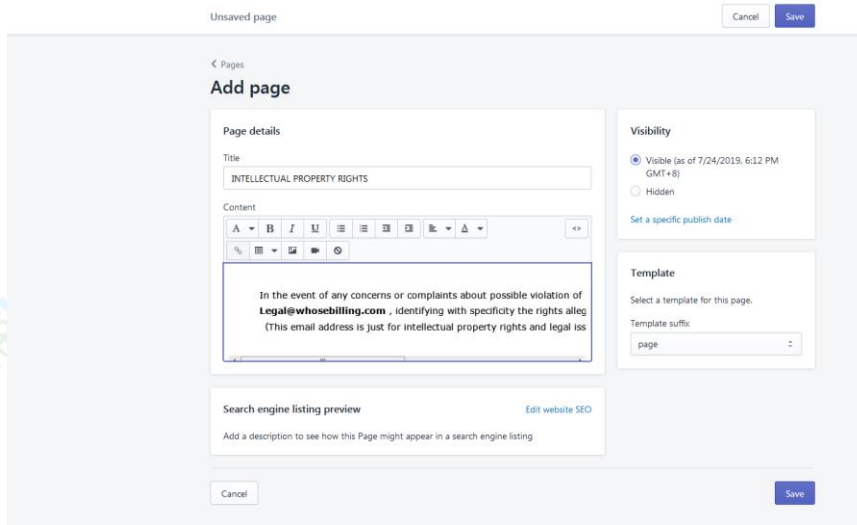 Unsaved page
Cancel
Save
Pages
Add page
Page details
Title
INTELLECTUAL PROPERTY RIGHTS
Content
A B I U A
In the event of any concerns or complaints about possible violation of
Legal@whosebilling.com , identifying with specificity the rights alleg
(This email address is just for intellectual property rights and legal iss
Search engine listing preview
Edit website SEO
Add a description to see how this Page might appear in a search engine listing
Visibility
Visible (as of 7/24/2019, 6:12 PM
GMT+8)
Hidden
Set a specific publish date
Template
Select a template for this page.
Template suffix
page
Cancel
Save